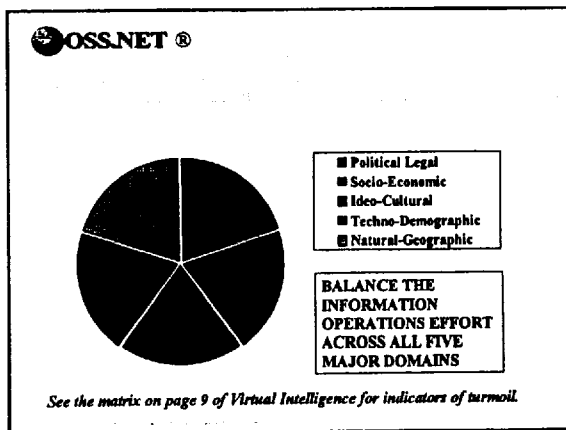 OSS.NET ®
Political Legal
Socio-Economic
Ideo-Cultural
Techno-Demographic
Natural-Geographic
BALANCE THE
INFORMATION
OPERATIONS EFFORT
ACROSS ALL FIVE
MAJOR DOMAINS
See the matrix on page 9 of Virtual Intelligence for indicators of turmoil.